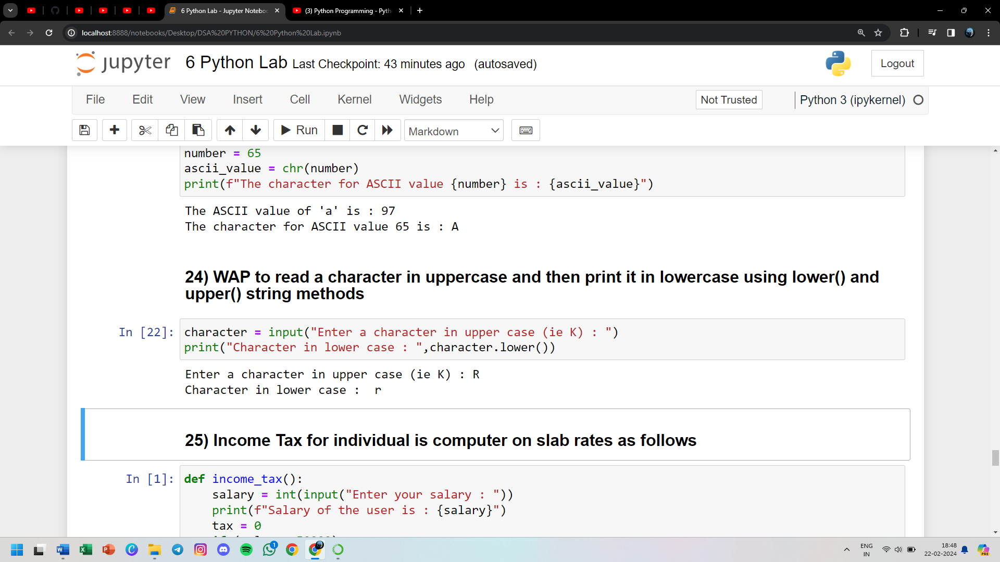 6 Python Lab - Jupyter Notebo
(3) Python Programming - Pyth
localhost:8888/notebooks/Desktop/DSA%20PYTHON/6%20Python%20Lab.ipynb
jupyter 6 Python Lab Last Checkpoint: 43 minutes ago (autosaved)
Logout
File Edit View Insert Cell Kernel Widgets Help
Not Trusted
Python 3 (ipykernel)
Run
Markdown
number = 65
ascii_value = chr(number)
print(f"The character for ASCII value {number} is : {ascii_value}")
The ASCII value of 'a' is : 97
The character for ASCII value 65 is : A
24) WAP to read a character in uppercase and then print it in lowercase using lower() and
upper() string methods
In [22]:
character = input("Enter a character in upper case (ie K) : ")
print("Character in lower case : ",character.lower())
Enter a character in upper case (ie K) : R
Character in lower case :  r
25) Income Tax for individual is computer on slab rates as follows
In [1]:
def income_tax():
    salary = int(input("Enter your salary : "))
    print(f"Salary of the user is : {salary}")
    tax = 0
1
ENG
IN
18:48
22-02-2024
PRE